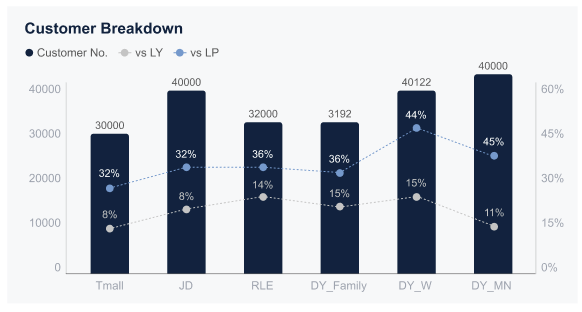 Customer Breakdown
Customer No. vs LY vs LP
40000 30000 20000 10000 0
30000 40000 32000 3192 40122 40000
32% 32% 36% 36% 44% 45%
8% 8% 14% 15% 15% 11%
60% 45% 30% 15% 0%
Tmall JD RLE DY_Family DY_W DY_MN